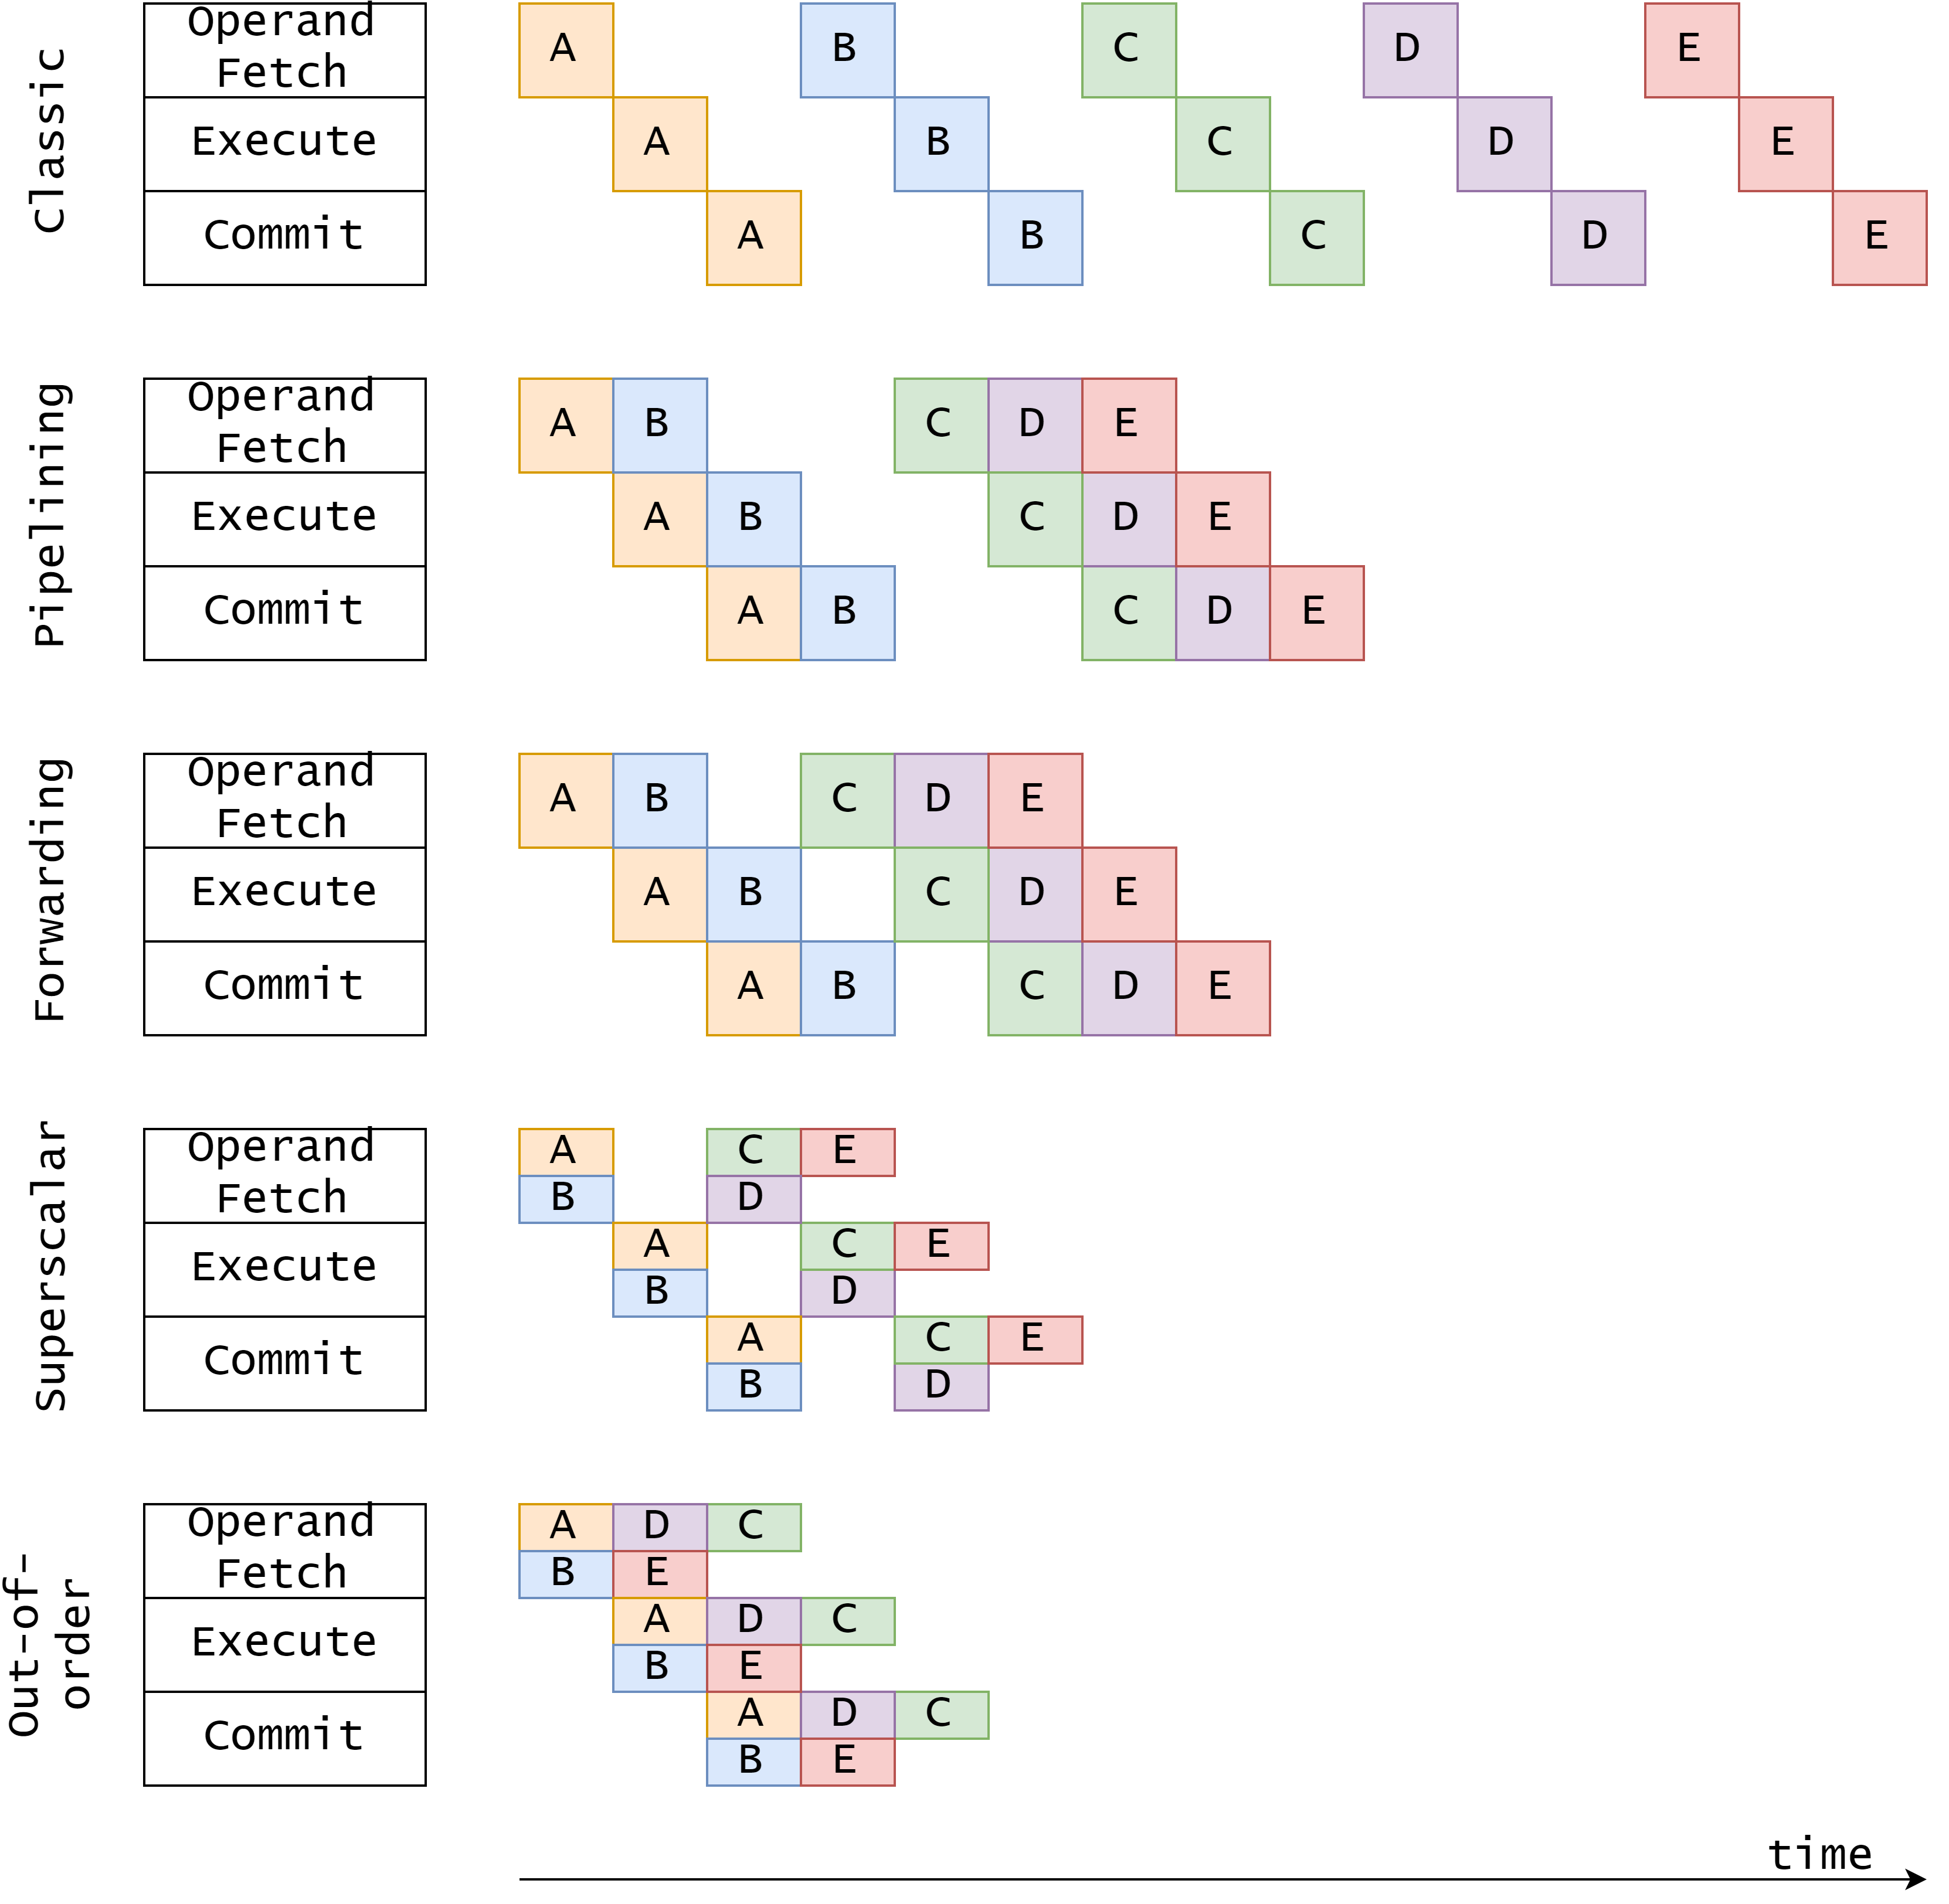 Classic
Operand
Fetch
Execute
Commit
A B C D E
A B C D E
A B C D E
Pipelining
Operand
Fetch
Execute
Commit
A B C D E
A B C D E
A B C D E
Forwarding
Operand
Fetch
Execute
Commit
A B C D E
A B C D E
A B C D E
Superscalar
Operand
Fetch
Execute
Commit
A C E
B D
A C E
B D
A C E
B D
Out-of-
order
Operand
Fetch
Execute
Commit
A D C
B E
A D C
B E
A D C
B E
time